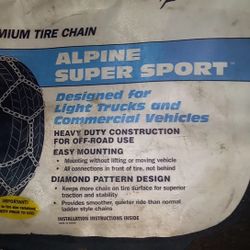 MIUM TIRE CHAIN
ALPINE
SUPER SPORT™
Designed for
Light Trucks and
Commercial Vehicles
HEAVY DUTY CONSTRUCTION
FOR OFF-ROAD USE
EASY MOUNTING
• Mounting without lifting or moving vehicle
• All connections in front of tire, not behind
DIAMOND PATTERN DESIGN
• Keeps more chain on tire surface for superior
traction and stability
• Provides smoother, quieter ride than normal
ladder style chains
INSTALLATION INSTRUCTIONS INSIDE
IMPORTANT!